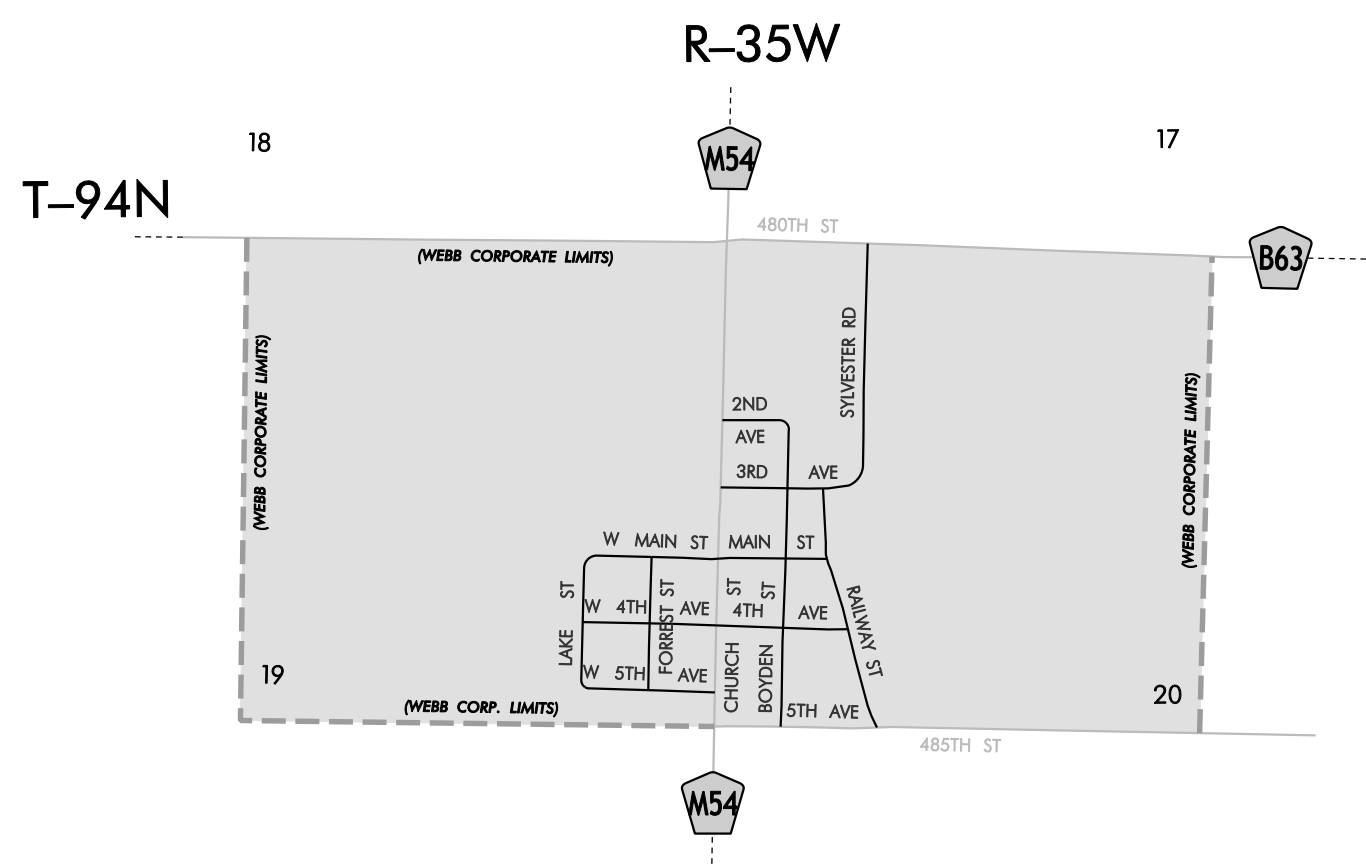 R–35W
18
M54
17
T–94N
480TH ST
(WEBB CORPORATE LIMITS)
B63
(WEBB CORPORATE LIMITS)
SYLVESTER RD
(WEBB CORPORATE LIMITS)
2ND
AVE
3RD AVE
W MAIN ST MAIN ST
LAKE ST
W 4TH AVE 4TH AVE
FORREST ST
CHURCH ST
BOYDEN ST
RAILWAY ST
W 5TH AVE
19
20
(WEBB CORP. LIMITS)
5TH AVE
485TH ST
M54